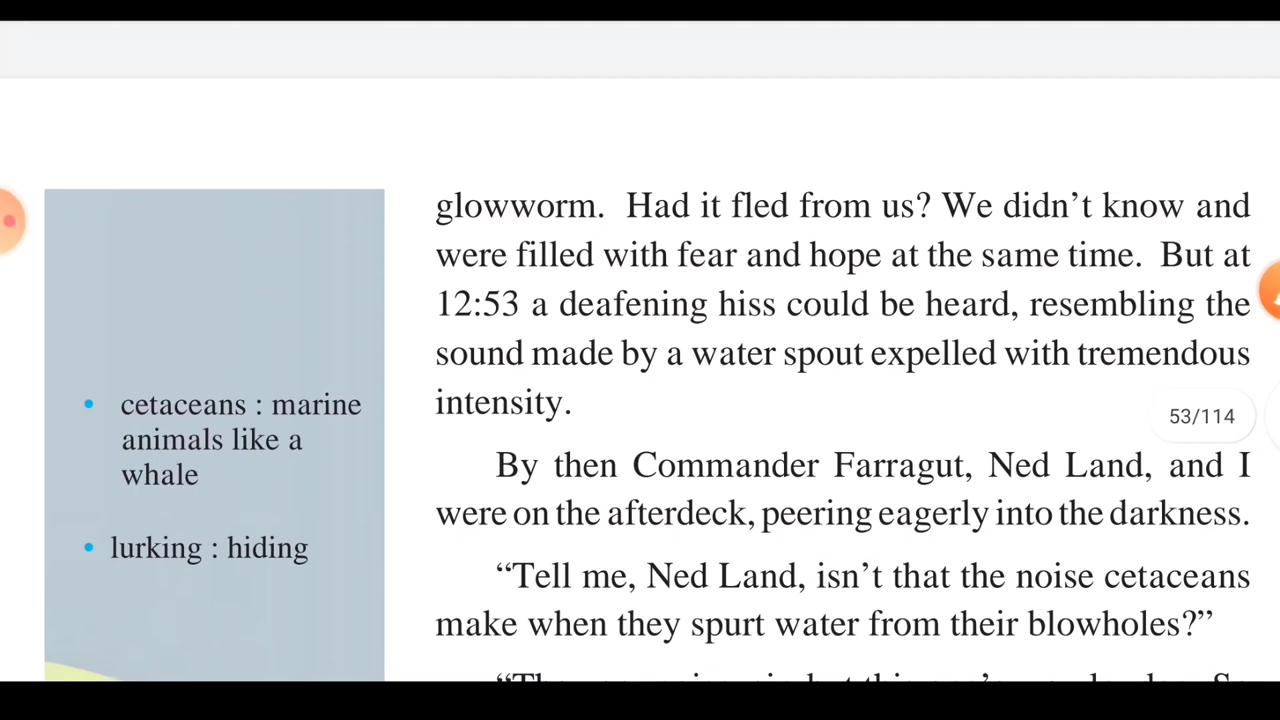 glowworm. Had it fled from us? We didn’t know and
were filled with fear and hope at the same time. But at
12:53 a deafening hiss could be heard, resembling the
sound made by a water spout expelled with tremendous
intensity.
By then Commander Farragut, Ned Land, and I
were on the afterdeck, peering eagerly into the darkness.
“Tell me, Ned Land, isn’t that the noise cetaceans
make when they spurt water from their blowholes?”
• cetaceans : marine
animals like a
whale
• lurking : hiding
53/114